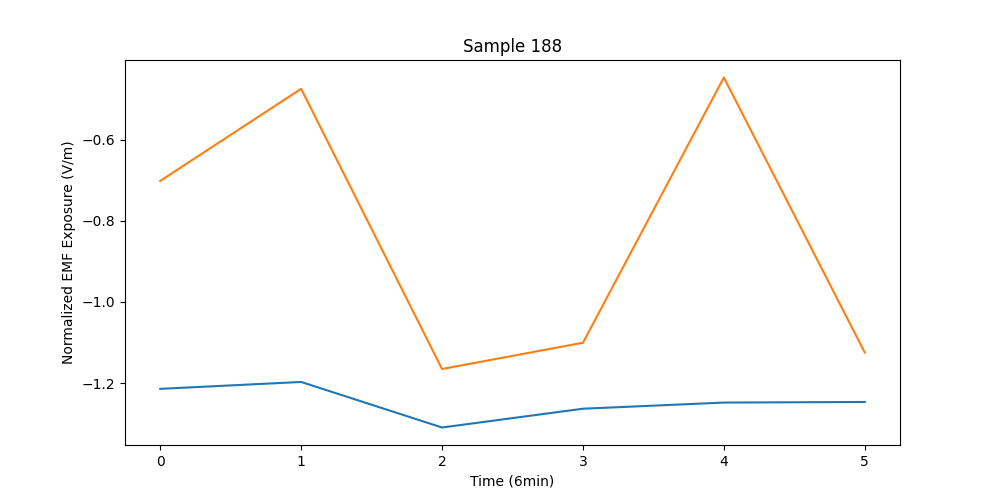 Sample 188
Normalized EMF Exposure (V/m)
−0.6
−0.8
−1.0
−1.2
0 1 2 3 4 5
Time (6min)